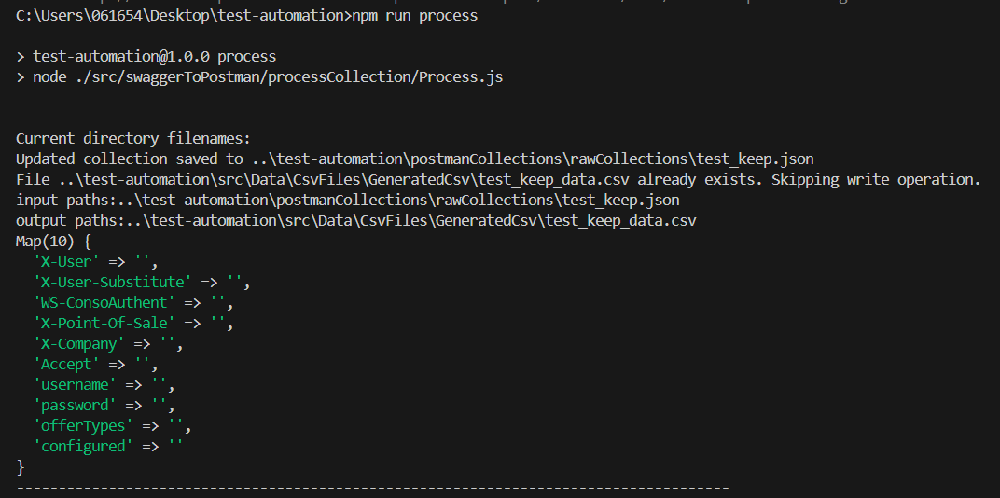 C:\Users\061654\Desktop\test-automation>npm run process
> test-automation@1.0.0 process
> node ./src/swaggerToPostman/processCollection/Process.js
Current directory filenames:
Updated collection saved to ..\test-automation\postmanCollections\rawCollections\test_keep.json
File ..\test-automation\src\Data\CsvFiles\GeneratedCsv\test_keep_data.csv already exists. Skipping write operation.
input paths:..\test-automation\postmanCollections\rawCollections\test_keep.json
output paths:..\test-automation\src\Data\CsvFiles\GeneratedCsv\test_keep_data.csv
Map(10) {
  'X-User' => '',
  'X-User-Substitute' => '',
  'WS-ConsoAuthent' => '',
  'X-Point-Of-Sale' => '',
  'X-Company' => '',
  'Accept' => '',
  'username' => '',
  'password' => '',
  'offerTypes' => '',
  'configured' => ''
}
-------------------------------------------------------------------------------------